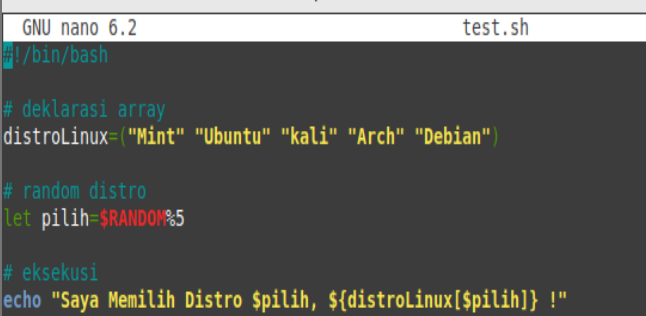 GNU nano 6.2 test.sh
#!/bin/bash
# deklarasi array
distroLinux=("Mint" "Ubuntu" "kali" "Arch" "Debian")
# random distro
let pilih=$RANDOM%5
# eksekusi
echo "Saya Memilih Distro $pilih, ${distroLinux[$pilih]} !"